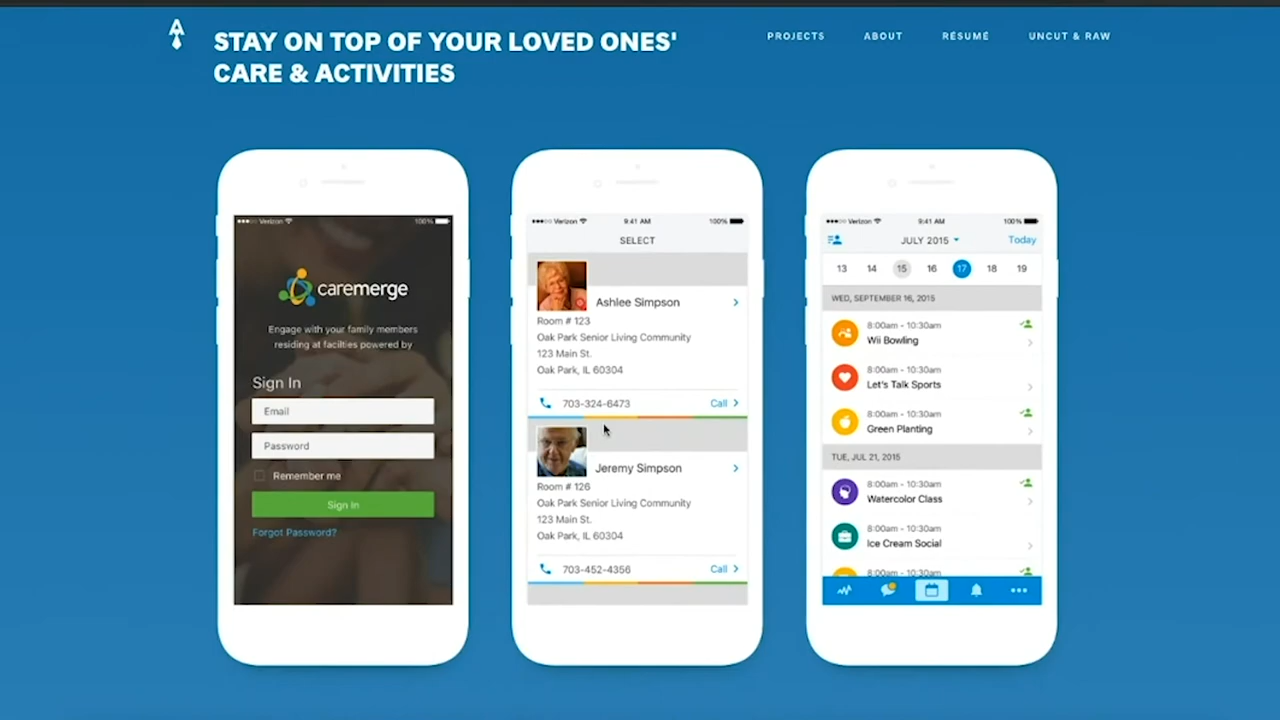 STAY ON TOP OF YOUR LOVED ONES'
CARE & ACTIVITIES
PROJECTS
ABOUT
RÉSUMÉ
UNCUT & RAW
Verizon
100%
caremerge
Engage with your family members
residing at facilties powered by
Sign In
Email
Password
Remember me
Sign In
Forgot Password?
Verizon 9:41 AM 100%
SELECT
Ashlee Simpson
Room # 123
Oak Park Senior Living Community
123 Main St.
Oak Park, IL 60304
703-324-6473 Call
Jeremy Simpson
Room # 126
Oak Park Senior Living Community
123 Main St.
Oak Park, IL 60304
703-452-4356 Call
Verizon 9:41 AM 100%
JULY 2015 Today
13 14 15 16 17 18 19
WED, SEPTEMBER 16, 2015
8:00am - 10:30am
Wii Bowling
8:00am - 10:30am
Let's Talk Sports
8:00am - 10:30am
Green Planting
TUE, JUL 21, 2015
8:00am - 10:30am
Watercolor Class
8:00am - 10:30am
Ice Cream Social
8:00am - 10:30am